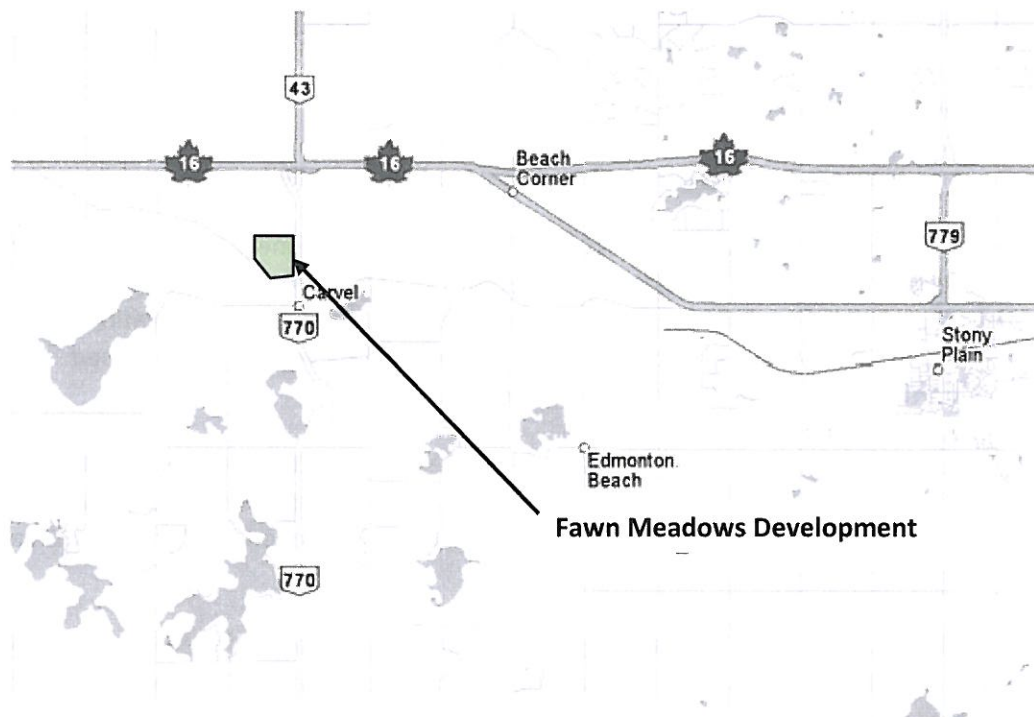 43
16
16
16
Beach
Corner
779
Carvel
770
Stony
Plain
Edmonton
Beach
Fawn Meadows Development
770